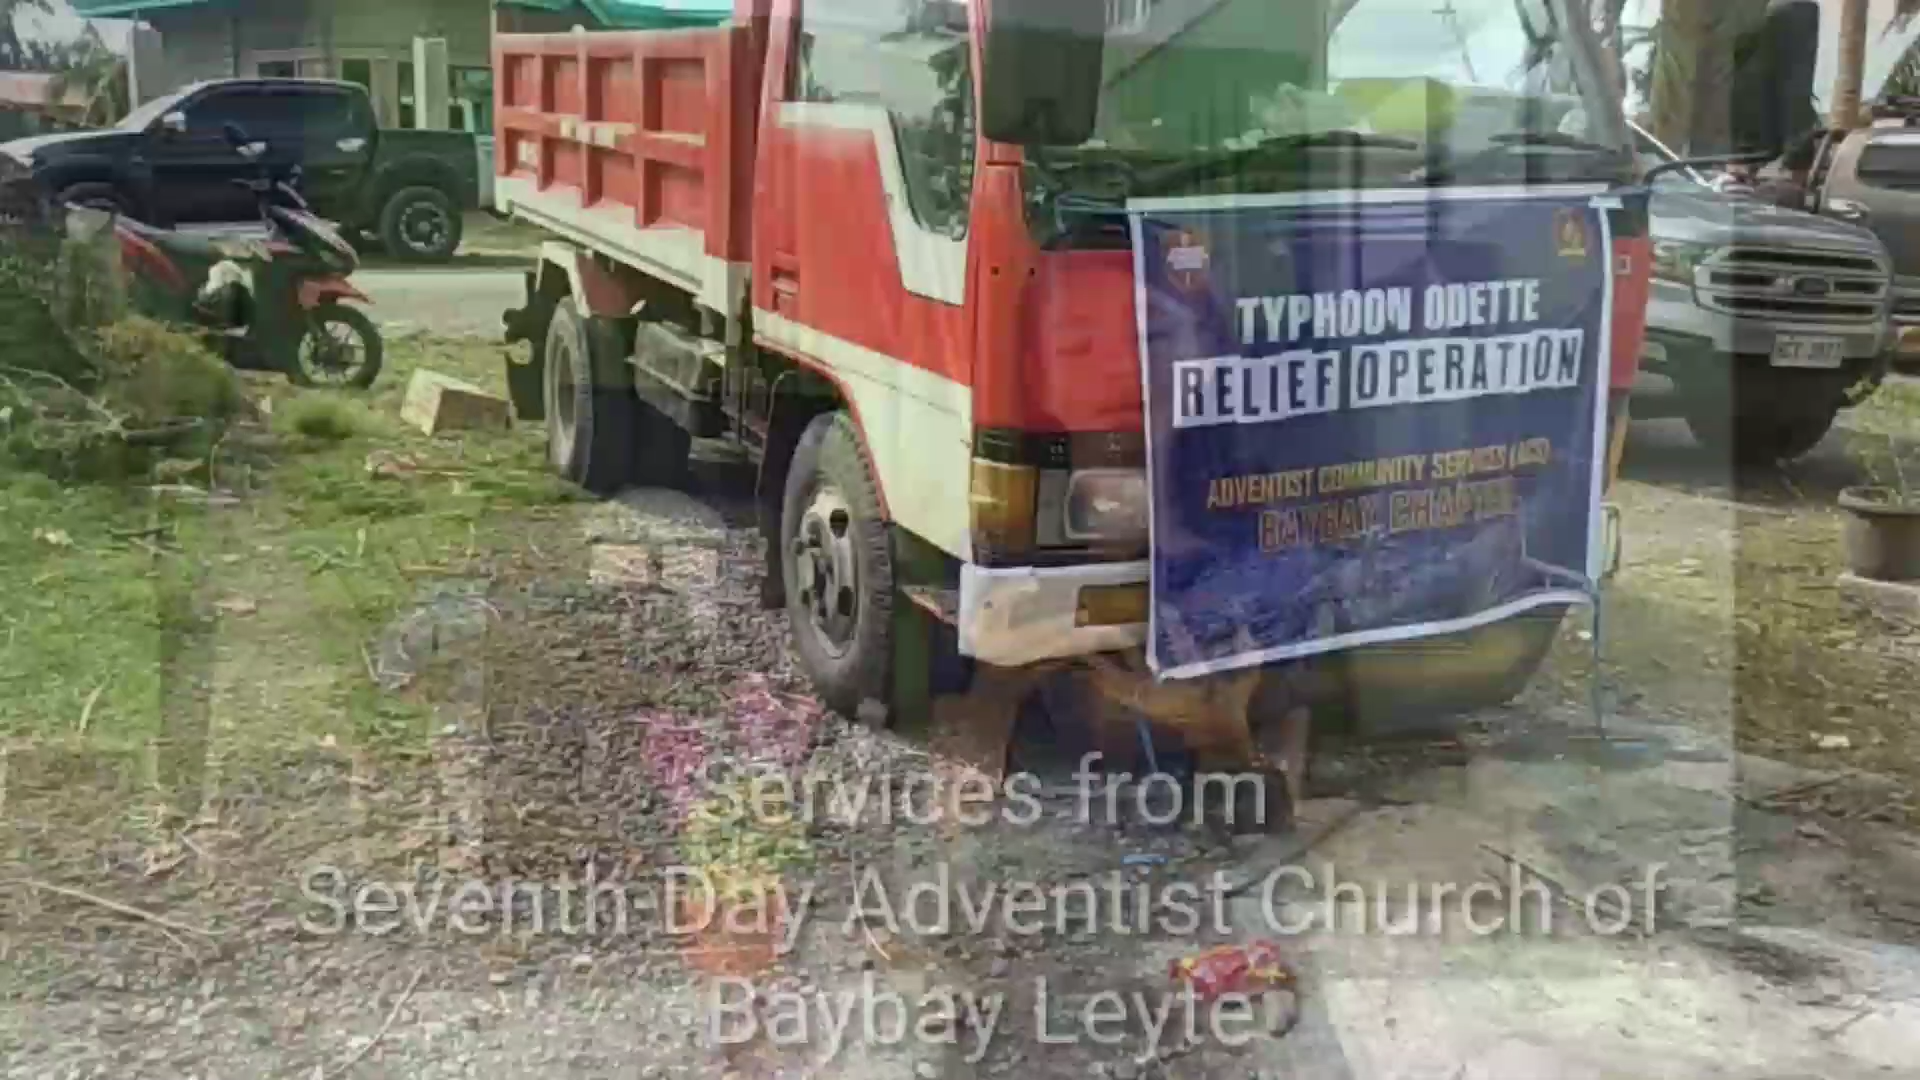 TYPHOON ODETTE
RELIEF OPERATION
ADVENTIST COMMUNITY SERVICES (ACS)
BAYBAY CHAPTER
Services from
Seventh-Day Adventist Church of
Baybay Leyte